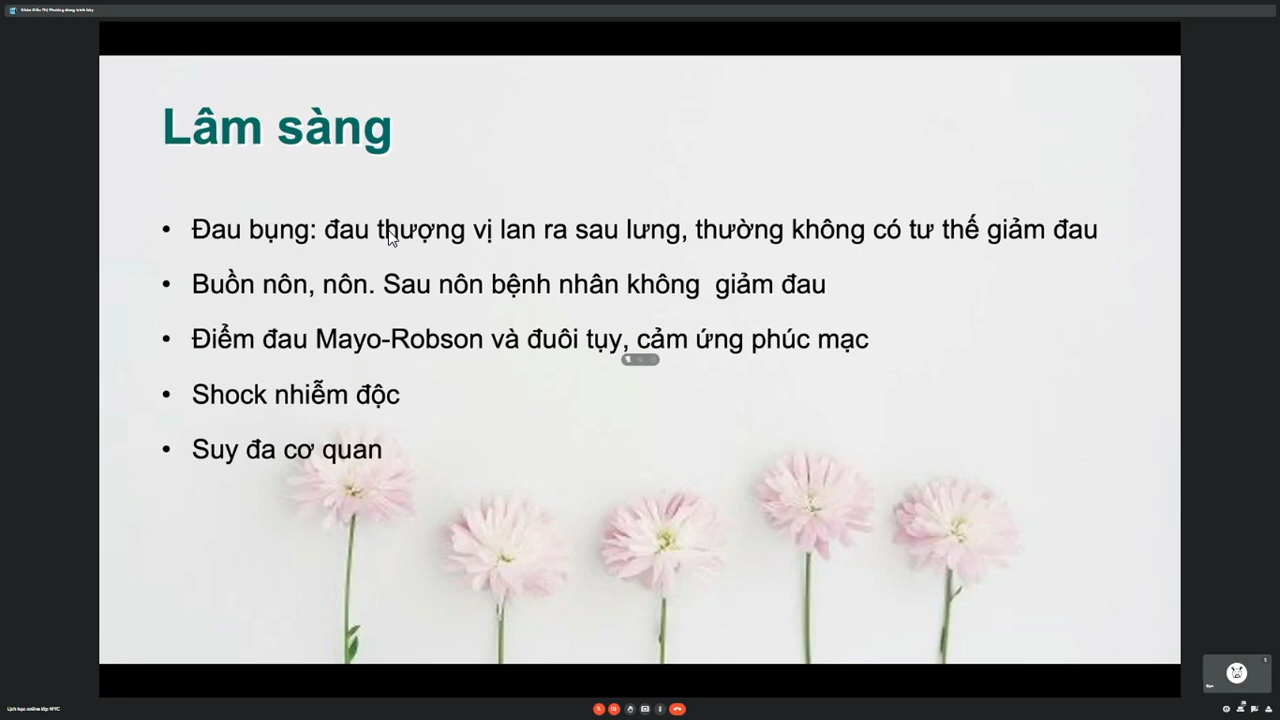 Lâm sàng
• Đau bụng: đau thượng vị lan ra sau lưng, thường không có tư thế giảm đau
• Buồn nôn, nôn. Sau nôn bệnh nhân không giảm đau
• Điểm đau Mayo-Robson và đuôi tụy, cảm ứng phúc mạc
• Shock nhiễm độc
• Suy đa cơ quan
Bạn